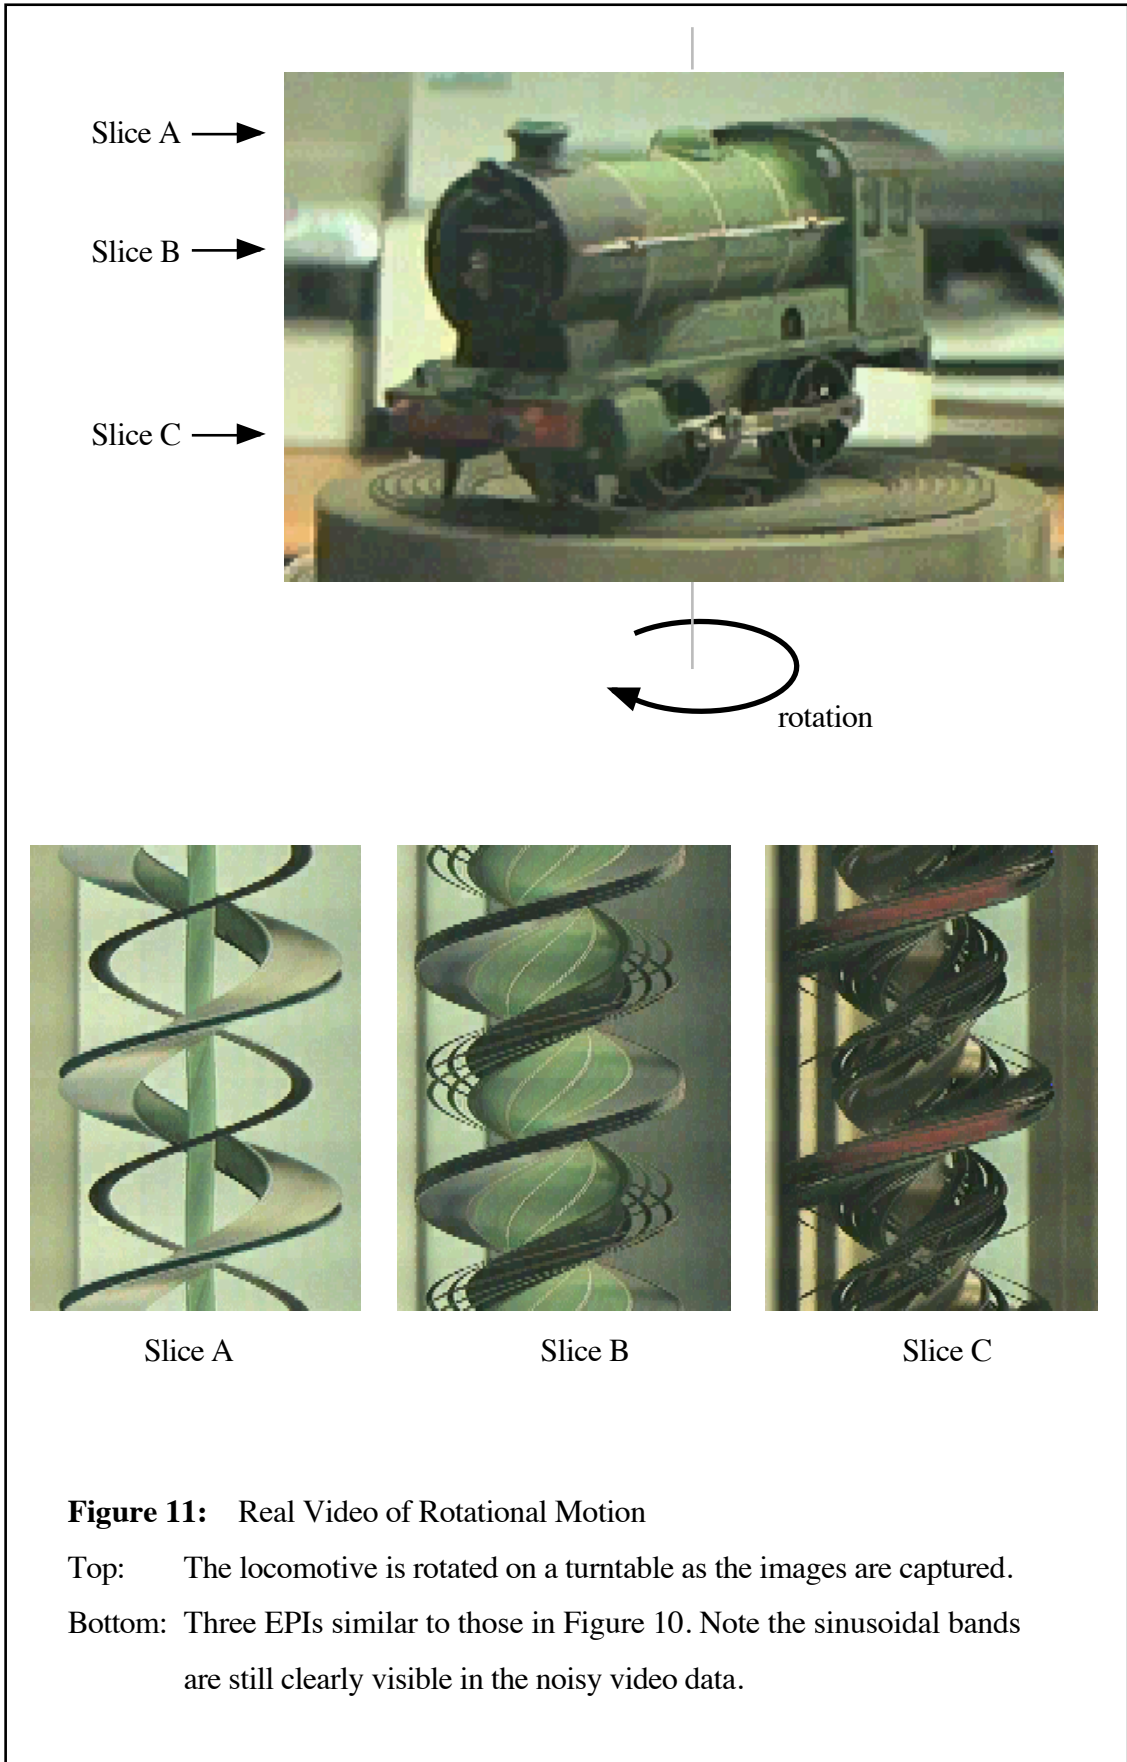 Slice A
Slice B
Slice C
rotation
Slice A Slice B Slice C
Figure 11: Real Video of Rotational Motion
Top: The locomotive is rotated on a turntable as the images are captured.
Bottom: Three EPIs similar to those in Figure 10. Note the sinusoidal bands
are still clearly visible in the noisy video data.